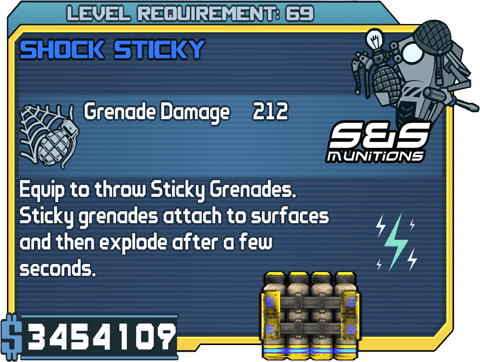 LEVEL REQUIREMENT: 69
SHOCK STICKY
Grenade Damage 212
S&S
MUNITIONS
Equip to throw Sticky Grenades.
Sticky grenades attach to surfaces
and then explode after a few
seconds.
$3454109